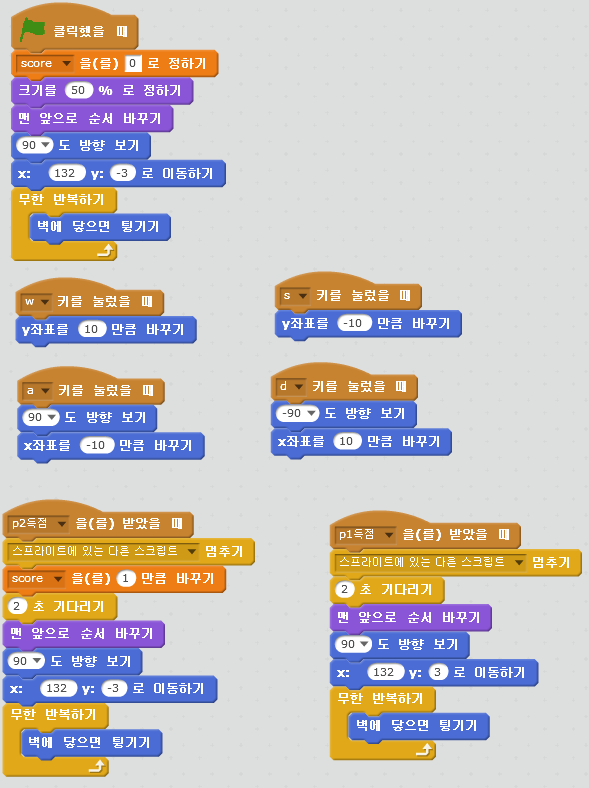 클릭했을 때
score 을(를) 0 로 정하기
크기를 50 % 로 정하기
맨 앞으로 순서 바꾸기
90 도 방향 보기
x: 132 y: -3 로 이동하기
무한 반복하기
벽에 닿으면 튕기기
w 키를 눌렀을 때
y좌표를 10 만큼 바꾸기
s 키를 눌렀을 때
y좌표를 -10 만큼 바꾸기
a 키를 눌렀을 때
90 도 방향 보기
x좌표를 -10 만큼 바꾸기
d 키를 눌렀을 때
-90 도 방향 보기
x좌표를 10 만큼 바꾸기
p2득점 을(를) 받았을 때
스프라이트에 있는 다른 스크립트 멈추기
score 을(를) 1 만큼 바꾸기
2 초 기다리기
맨 앞으로 순서 바꾸기
90 도 방향 보기
x: 132 y: -3 로 이동하기
무한 반복하기
벽에 닿으면 튕기기
p1득점 을(를) 받았을 때
스프라이트에 있는 다른 스크립트 멈추기
2 초 기다리기
맨 앞으로 순서 바꾸기
90 도 방향 보기
x: 132 y: 3 로 이동하기
무한 반복하기
벽에 닿으면 튕기기